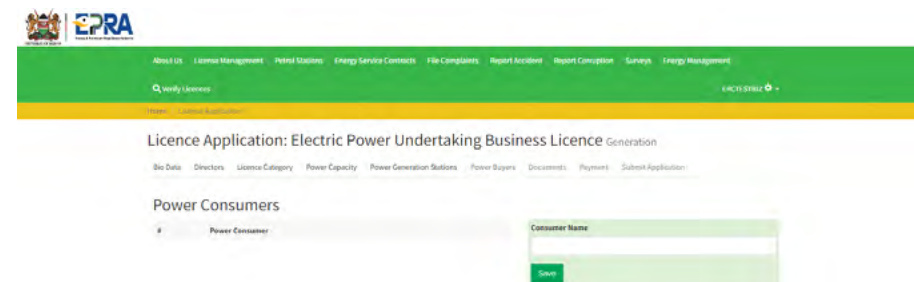 EPRA
About Us License Management Petrol Stations Energy Service Contracts File Complaints Report Accident Report Corruption Surveys Energy Management
Verify Licences
Home Licence Application
Licence Application: Electric Power Undertaking Business Licence Generation
Bio Data Directors Licence Category Power Capacity Power Generation Stations Power Buyers Documents Payment Submit Application
Power Consumers
# Power Consumer
Consumer Name
Save